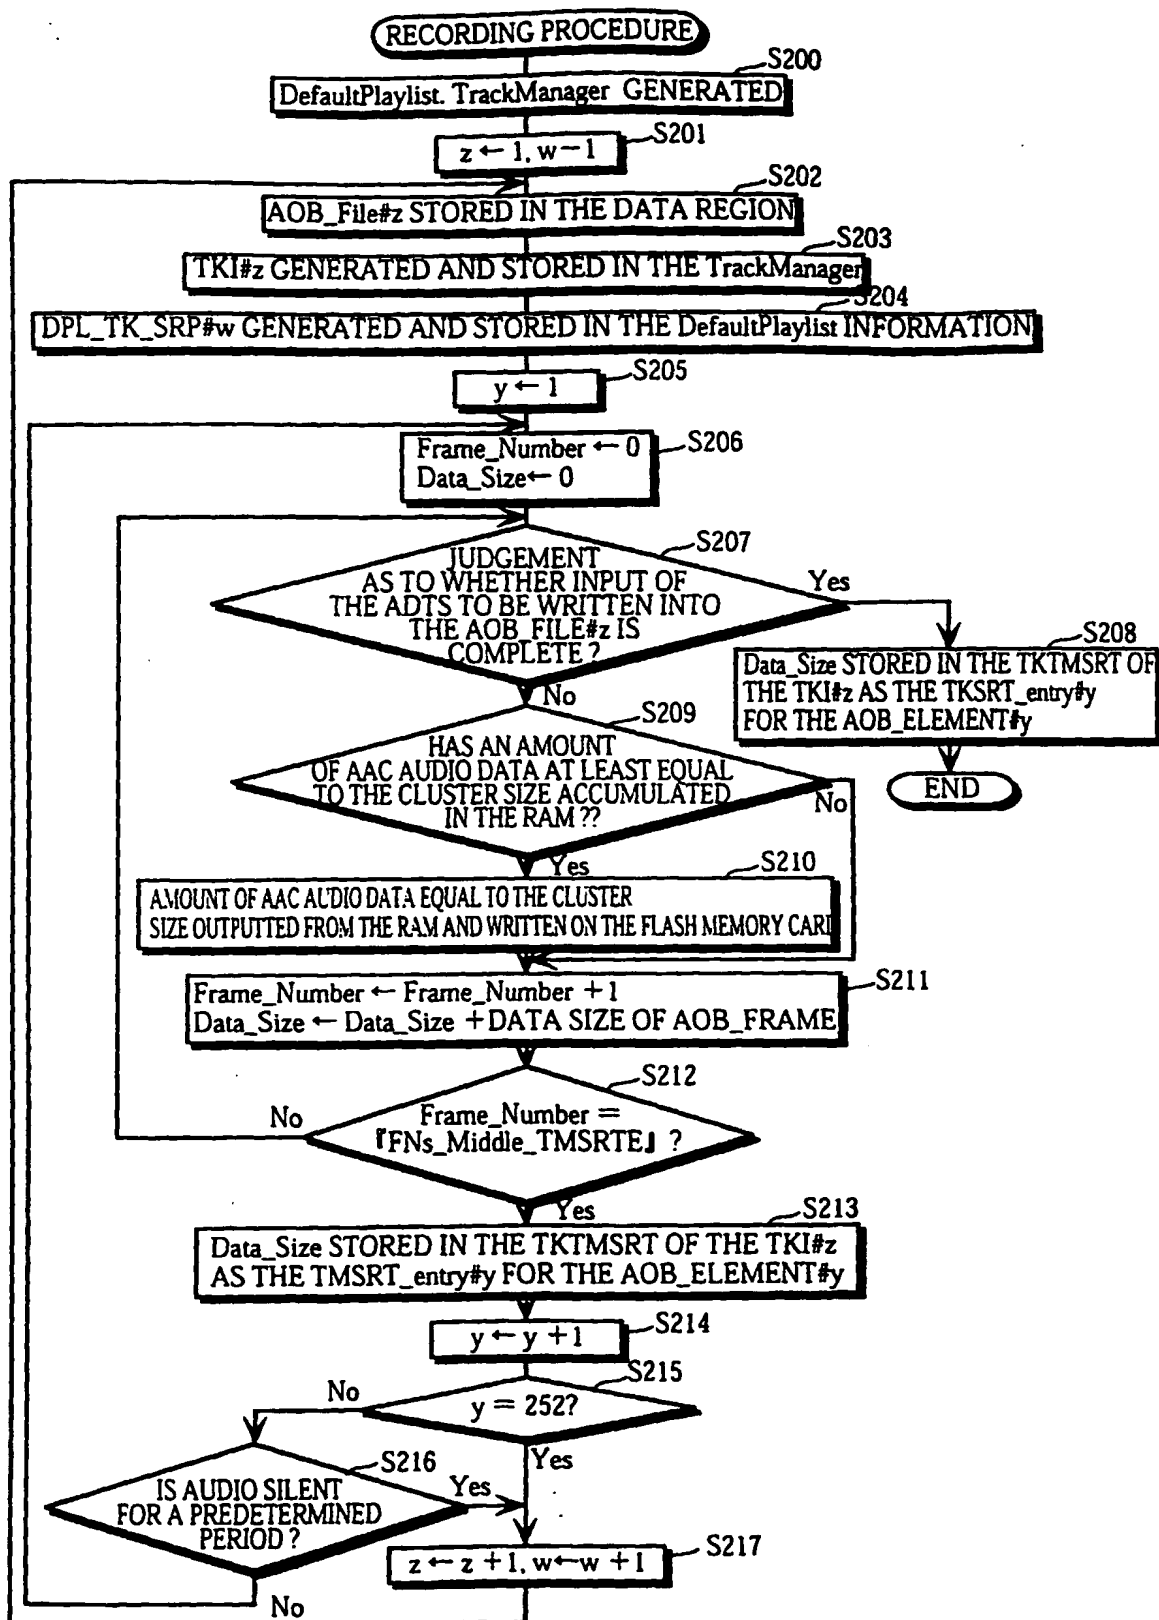 RECORDING PROCEDURE
S200
DefaultPlaylist. TrackManager GENERATED
S201
z ← 1, w ─ 1
S202
AOB_File#z STORED IN THE DATA REGION
S203
TKI#z GENERATED AND STORED IN THE TrackManager
S204
DPL_TK_SRP#w GENERATED AND STORED IN THE DefaultPlaylist INFORMATION
S205
y ← 1
S206
Frame_Number ← 0
Data_Size ← 0
S207
JUDGEMENT
AS TO WHETHER INPUT OF
THE ADTS TO BE WRITTEN INTO
THE AOB_FILE#z IS
COMPLETE ?
Yes
No
S208
Data_Size STORED IN THE TKTMSRT OF
THE TKI#z AS THE TKSRT_entry#y
FOR THE AOB_ELEMENT#y
END
S209
HAS AN AMOUNT
OF AAC AUDIO DATA AT LEAST EQUAL
TO THE CLUSTER SIZE ACCUMULATED
IN THE RAM ??
No
Yes
S210
AMOUNT OF AAC AUDIO DATA EQUAL TO THE CLUSTER
SIZE OUTPUTTED FROM THE RAM AND WRITTEN ON THE FLASH MEMORY CARD
S211
Frame_Number ← Frame_Number +1
Data_Size ← Data_Size +DATA SIZE OF AOB_FRAME
S212
No
Frame_Number =
『FNs_Middle_TMSRTE』 ?
Yes
S213
Data_Size STORED IN THE TKTMSRT OF THE TKI#z
AS THE TMSRT_entry#y FOR THE AOB_ELEMENT#y
S214
y ← y +1
S215
No
y = 252?
Yes
S216
IS AUDIO SILENT
FOR A PREDETERMINED
PERIOD ?
Yes
No
S217
z ← z +1, w←w +1